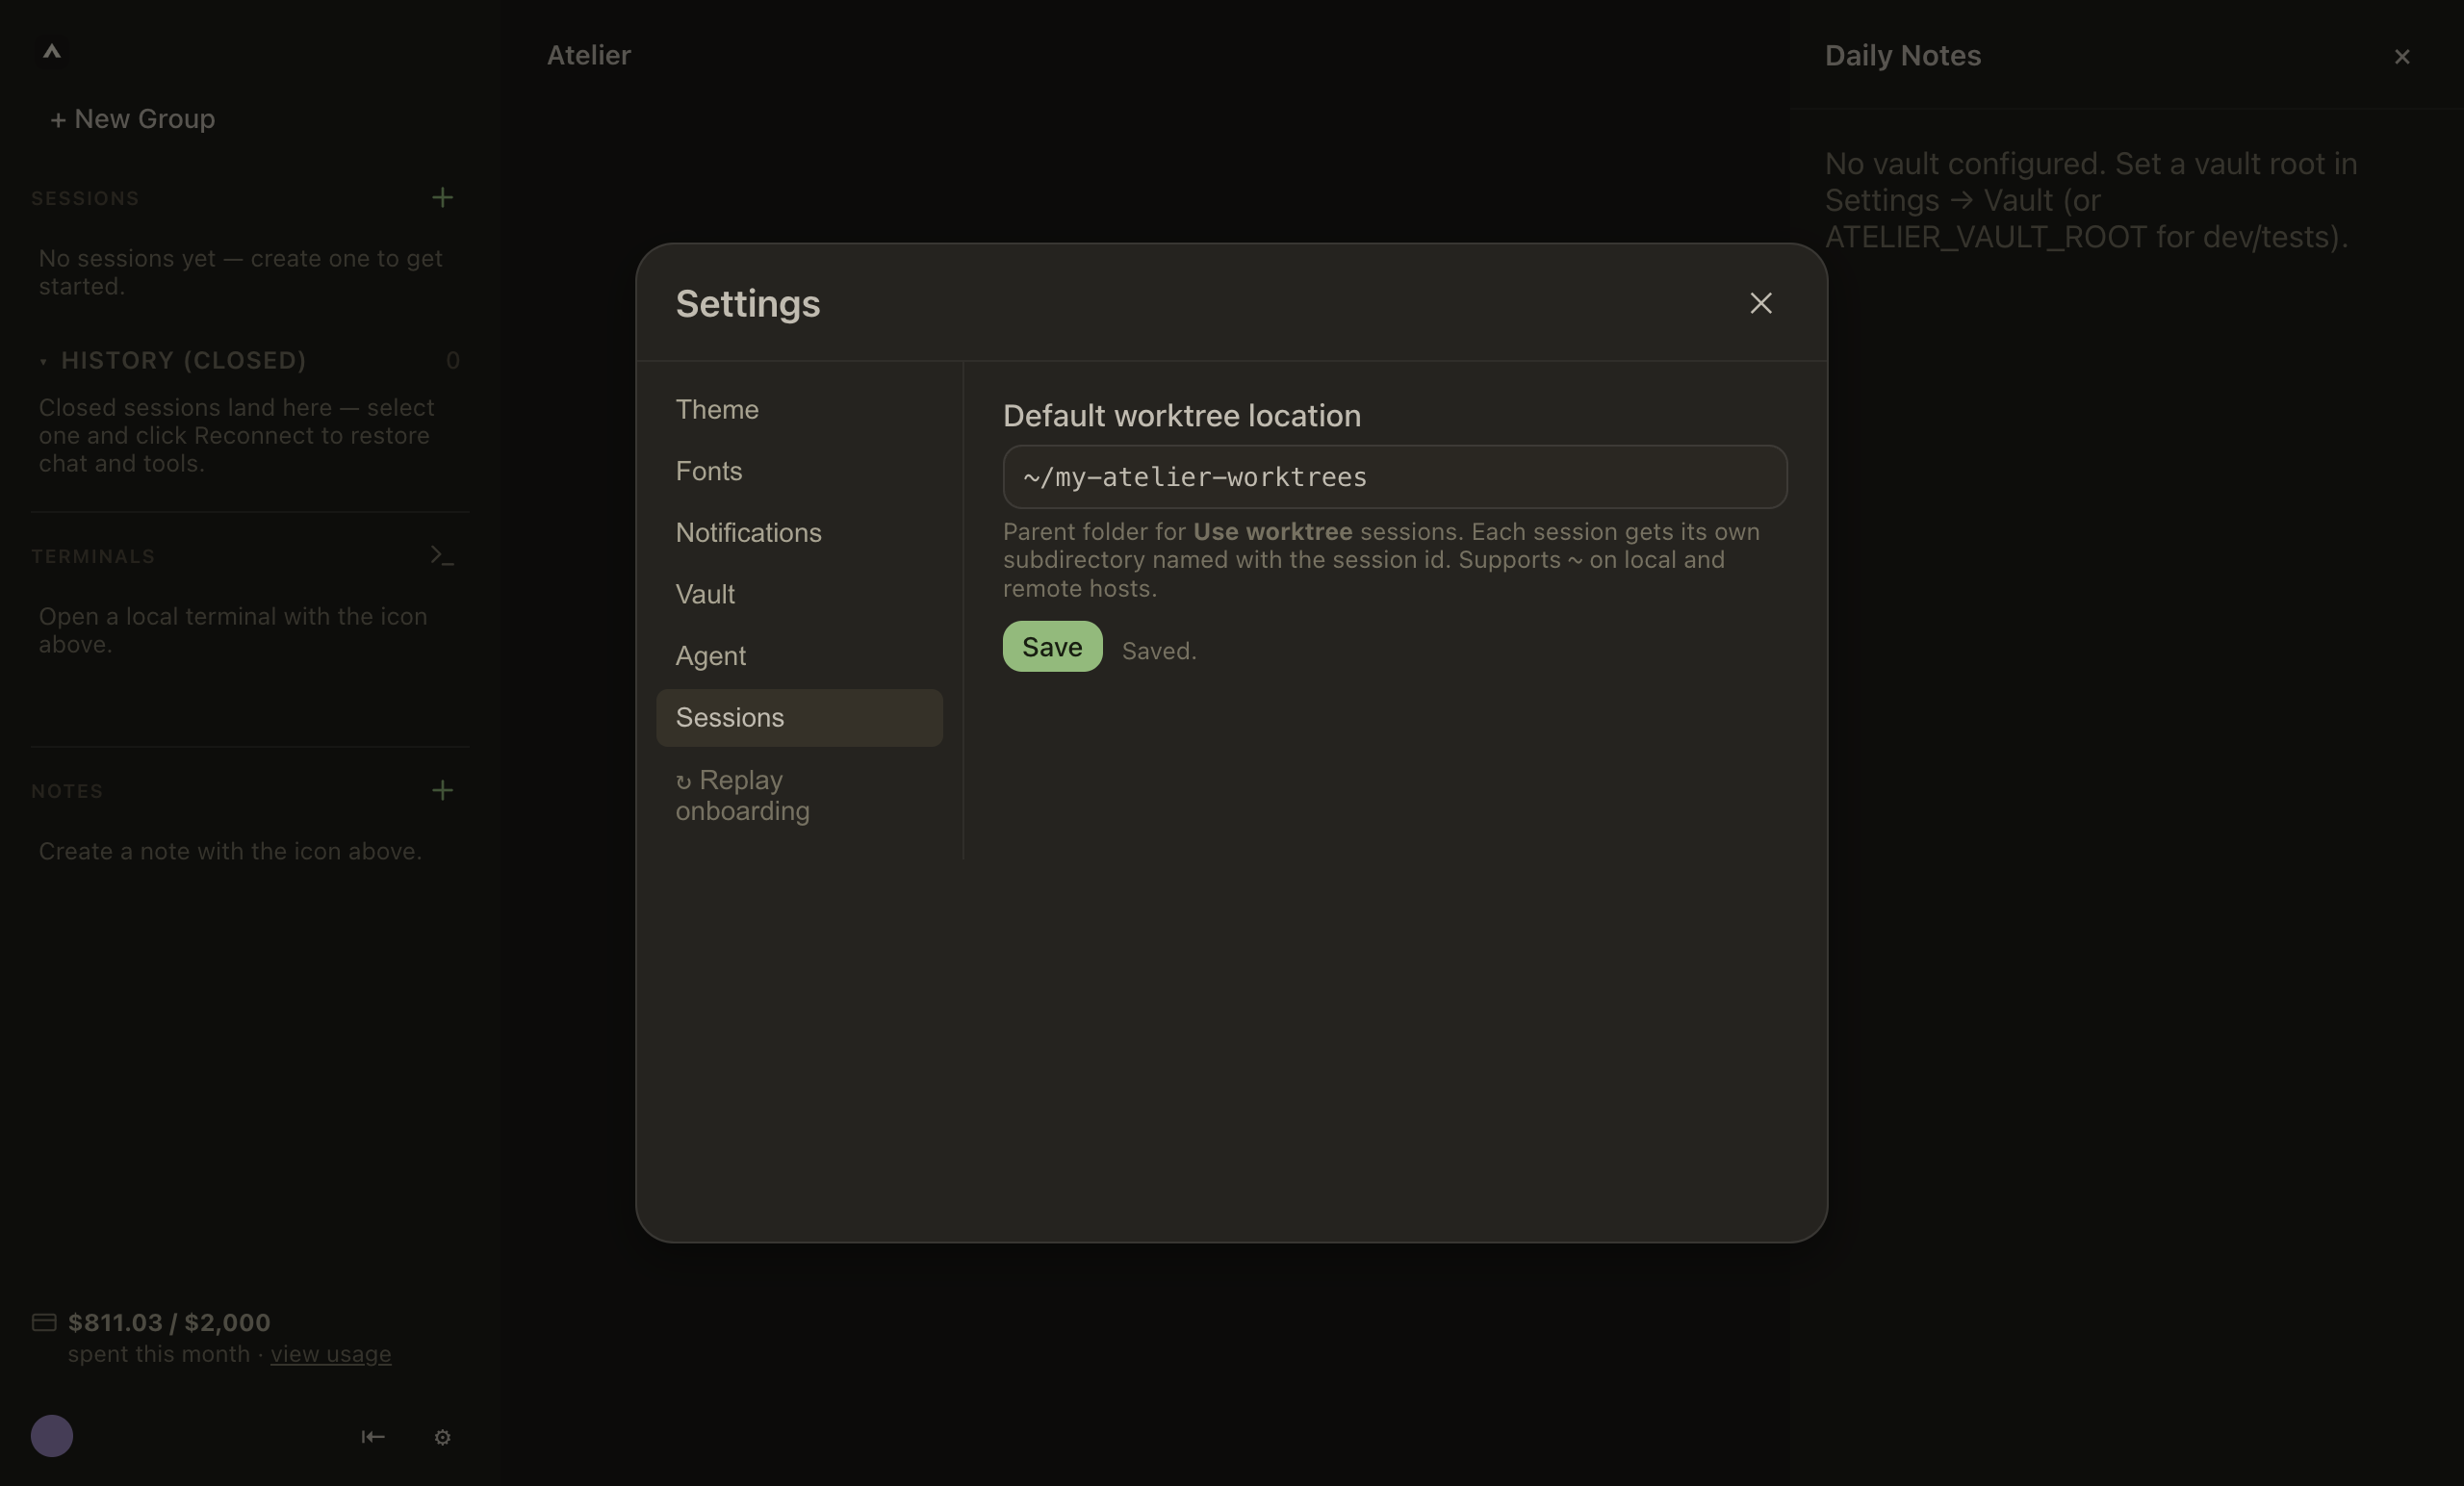 + New Group
SESSIONS
No sessions yet — create one to get
started.
▾ HISTORY (CLOSED) 0
Closed sessions land here — select
one and click Reconnect to restore
chat and tools.
TERMINALS
Open a local terminal with the icon
above.
NOTES
Create a note with the icon above.
$811.03 / $2,000
spent this month · view usage
Atelier
Settings
Theme
Fonts
Notifications
Vault
Agent
Sessions
↻ Replay
onboarding
Default worktree location
~/my-atelier-worktrees
Parent folder for Use worktree sessions. Each session gets its own
subdirectory named with the session id. Supports ~ on local and
remote hosts.
Save Saved.
Daily Notes
No vault configured. Set a vault root in
Settings → Vault (or
ATELIER_VAULT_ROOT for dev/tests).